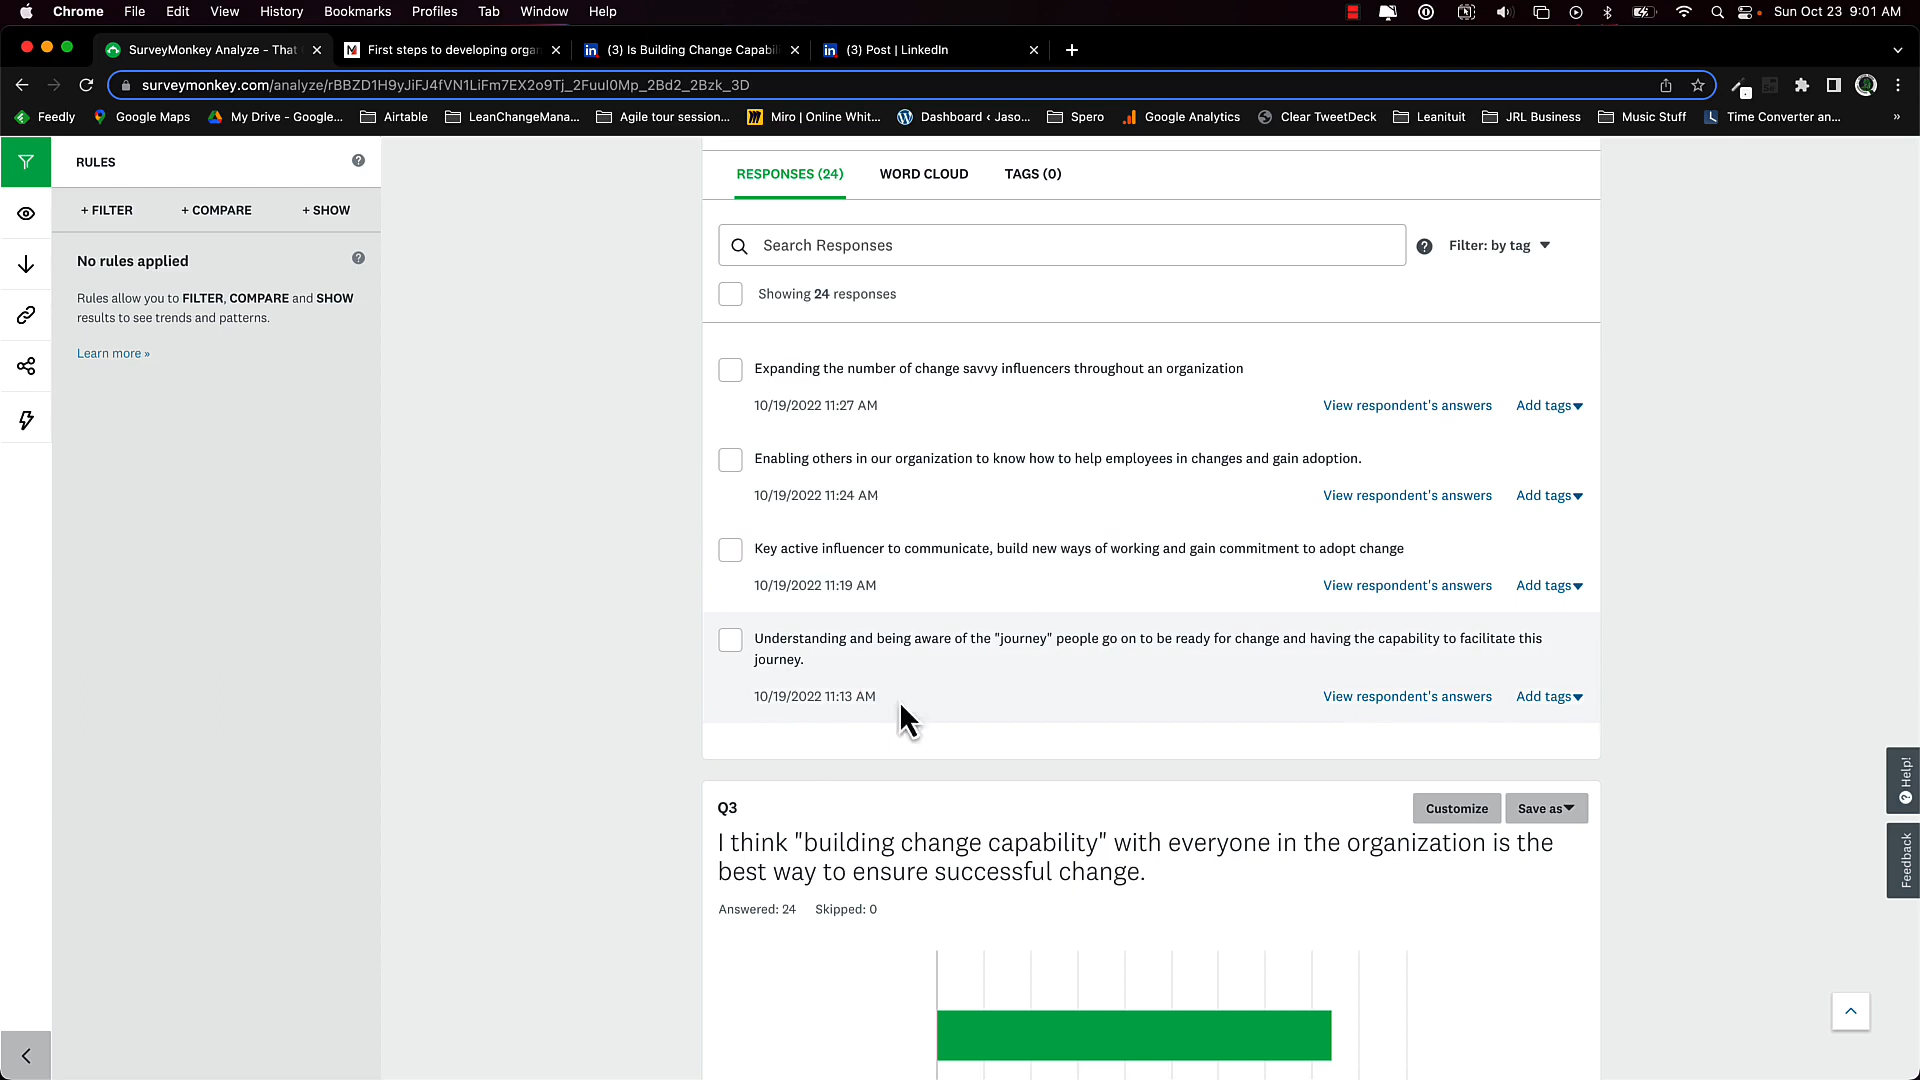 Chrome File Edit View History Bookmarks Profiles Tab Window Help Sun Oct 23 9:01 AM
SurveyMonkey Analyze - That First steps to developing orga (3) Is Building Change Capabili (3) Post | LinkedIn
surveymonkey.com/analyze/rBBZD1H9yJiFJ4fVN1LiFm7EX2o9Tj_2FuuI0Mp_2Bd2_2Bzk_3D
Feedly Google Maps My Drive - Google... Airtable LeanChangeMana... Agile tour session... Miro | Online Whit... Dashboard ‹ Jaso... Spero Google Analytics Clear TweetDeck Leanituit JRL Business Music Stuff Time Converter an... »
RULES
+ FILTER + COMPARE + SHOW
No rules applied
Rules allow you to FILTER, COMPARE and SHOW
results to see trends and patterns.
Learn more »
RESPONSES (24) WORD CLOUD TAGS (0)
Search Responses
Filter: by tag
Showing 24 responses
Expanding the number of change savvy influencers throughout an organization
10/19/2022 11:27 AM View respondent's answers Add tags
Enabling others in our organization to know how to help employees in changes and gain adoption.
10/19/2022 11:24 AM View respondent's answers Add tags
Key active influencer to communicate, build new ways of working and gain commitment to adopt change
10/19/2022 11:19 AM View respondent's answers Add tags
Understanding and being aware of the "journey" people go on to be ready for change and having the capability to facilitate this
journey.
10/19/2022 11:13 AM View respondent's answers Add tags
Q3
Customize Save as
I think "building change capability" with everyone in the organization is the
best way to ensure successful change.
Answered: 24 Skipped: 0
Help!
Feedback